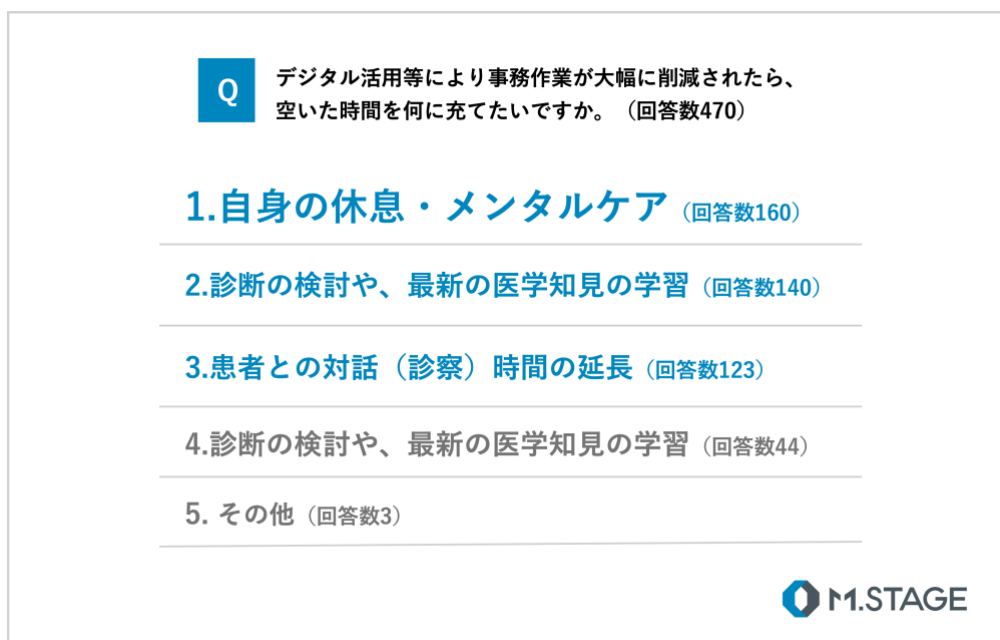 Q
デジタル活用等により事務作業が大幅に削減されたら、
空いた時間を何に充てたいですか。（回答数470）
1.自身の休息・メンタルケア（回答数160）
2.診断の検討や、最新の医学知見の学習（回答数140）
3.患者との対話（診察）時間の延長（回答数123）
4.診断の検討や、最新の医学知見の学習（回答数44）
5. その他（回答数3）
M.STAGE